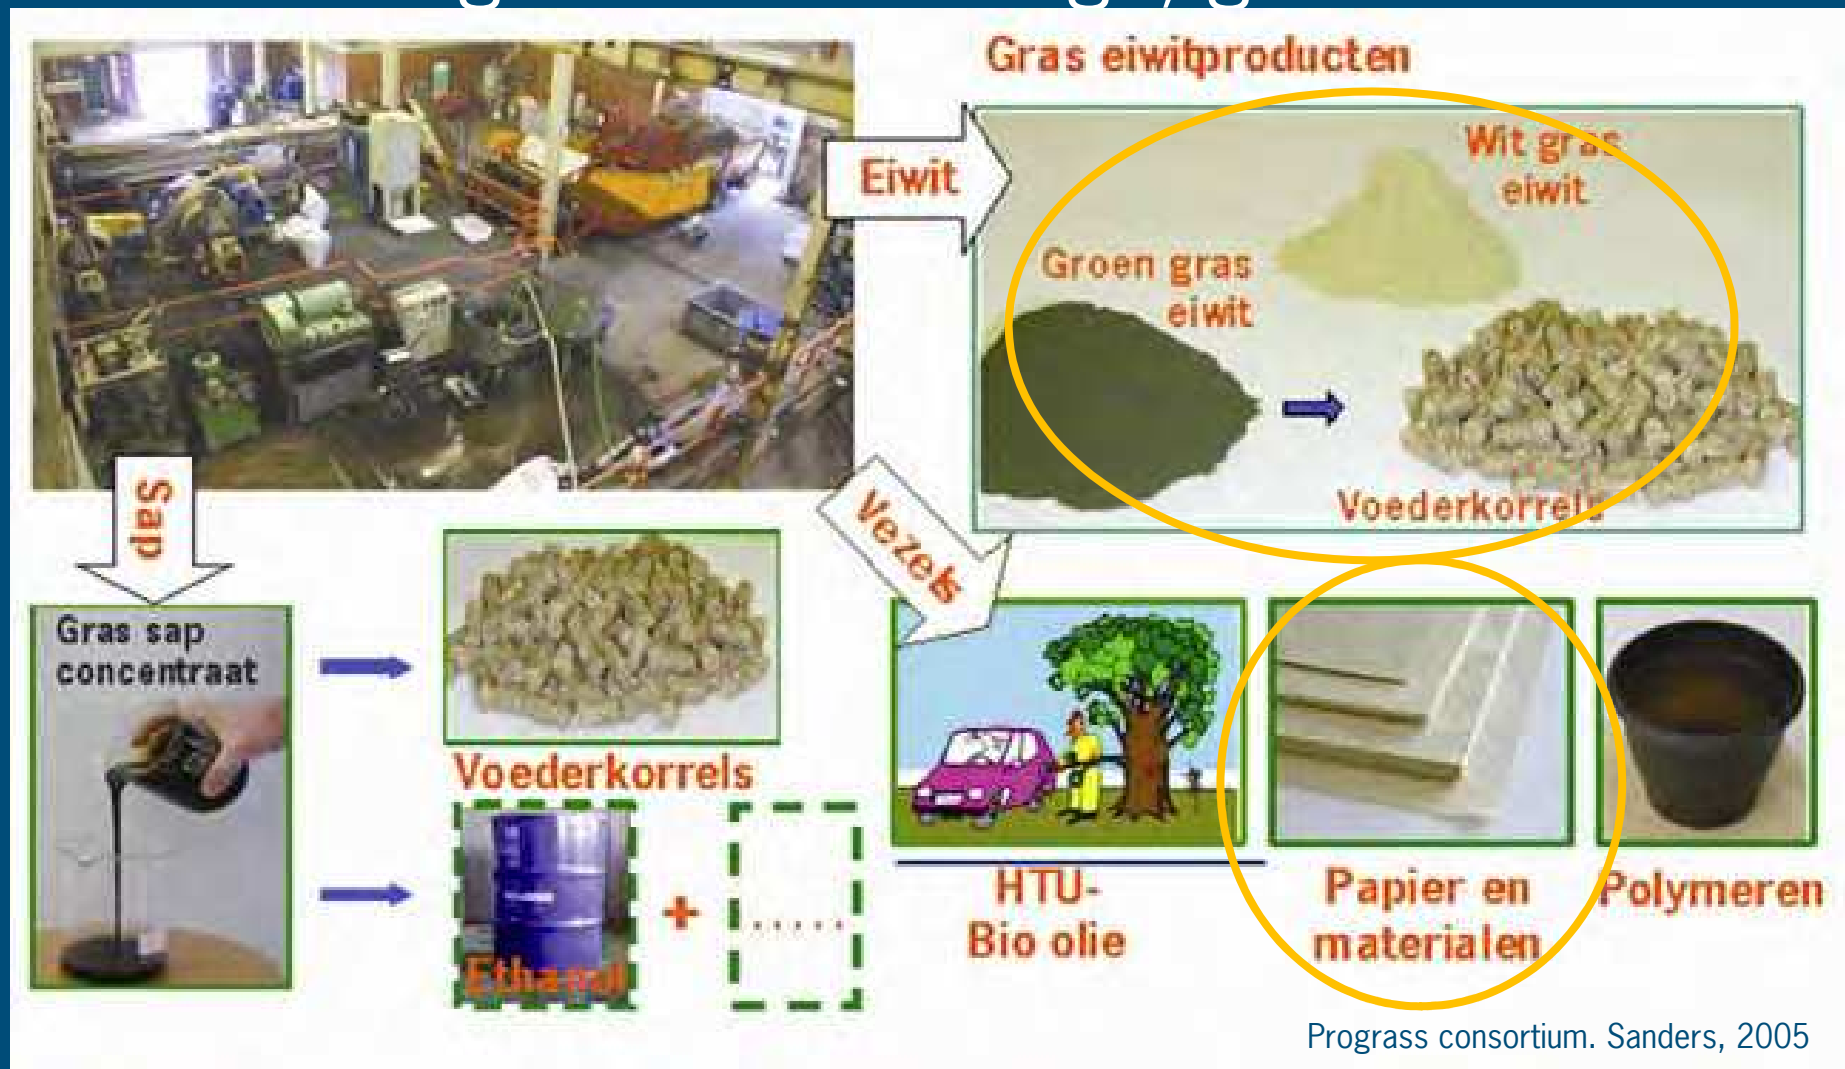 Gras eiwitproducten
Eiwit
Wit gras
eiwit
Groen gras
eiwit
Voederkorrels
Sap
Vezels
Gras sap
concentraat
Voederkorrels
Ethanol
+
.....
HTU-
Bio olie
Papier en
materialen
Polymeren
Prograss consortium. Sanders, 2005